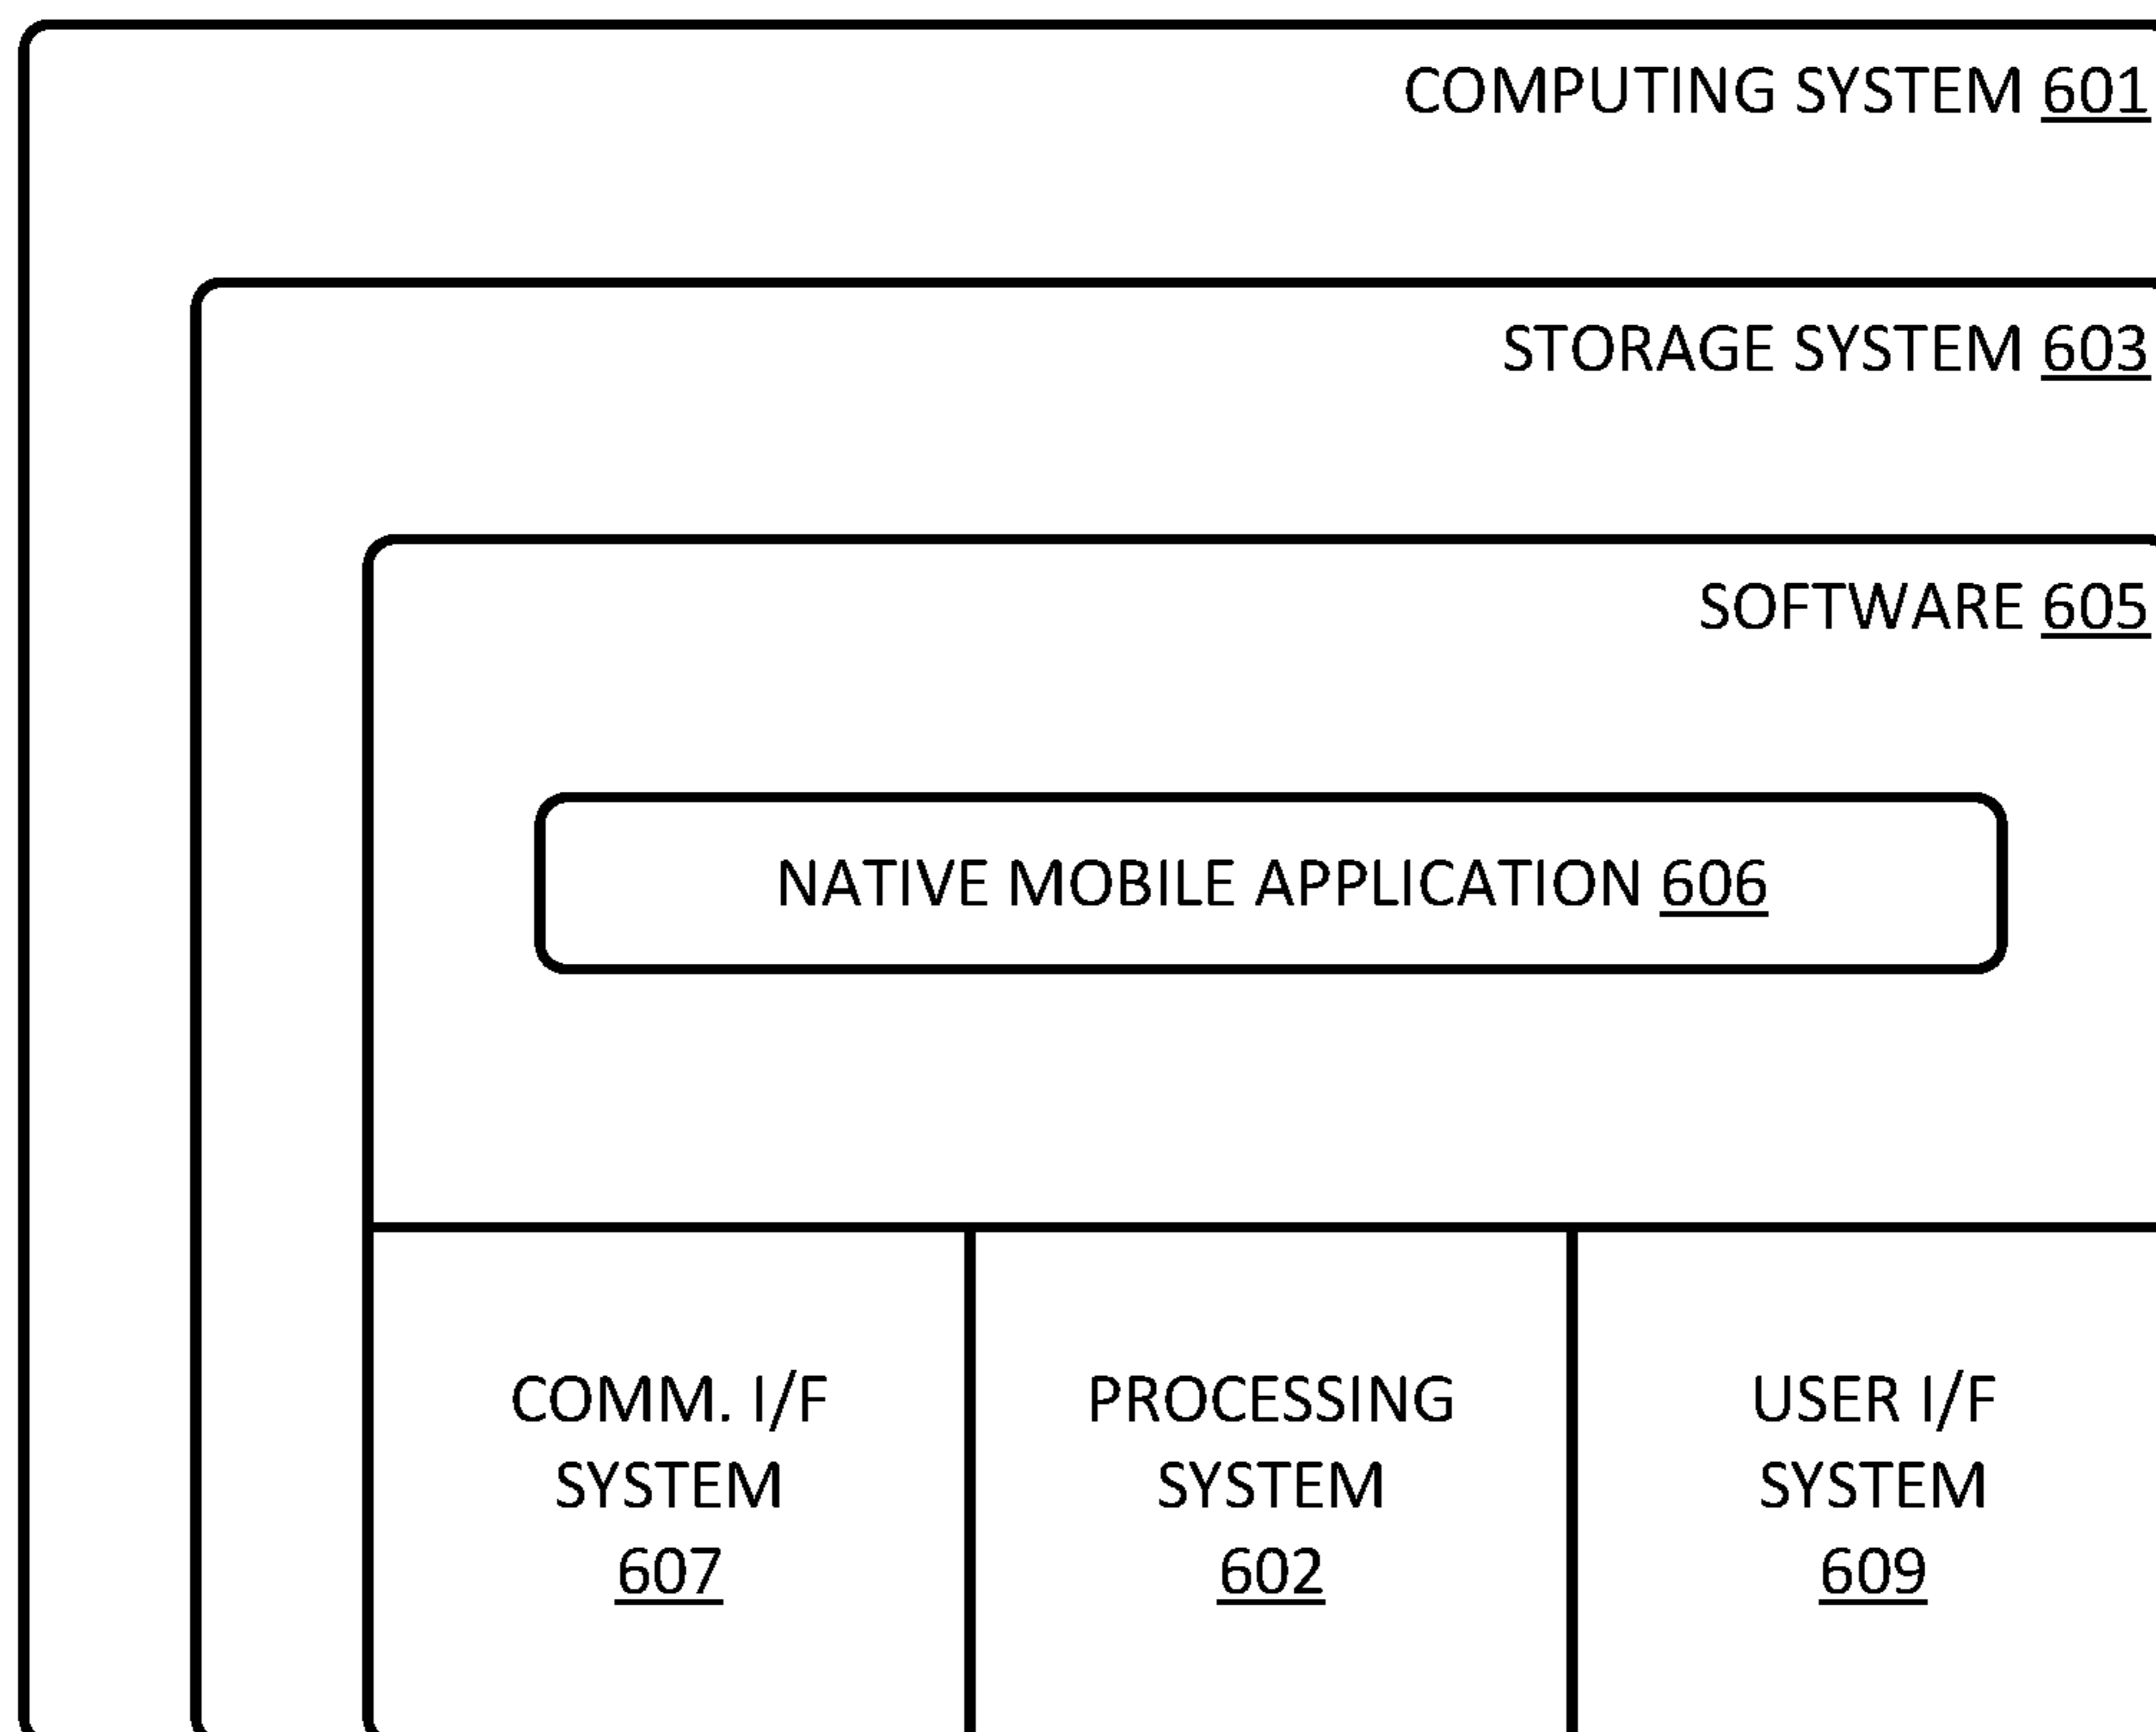 COMPUTING SYSTEM 601
STORAGE SYSTEM 603
SOFTWARE 605
NATIVE MOBILE APPLICATION 606
COMM. I/F
SYSTEM
607
PROCESSING
SYSTEM
602
USER I/F
SYSTEM
609